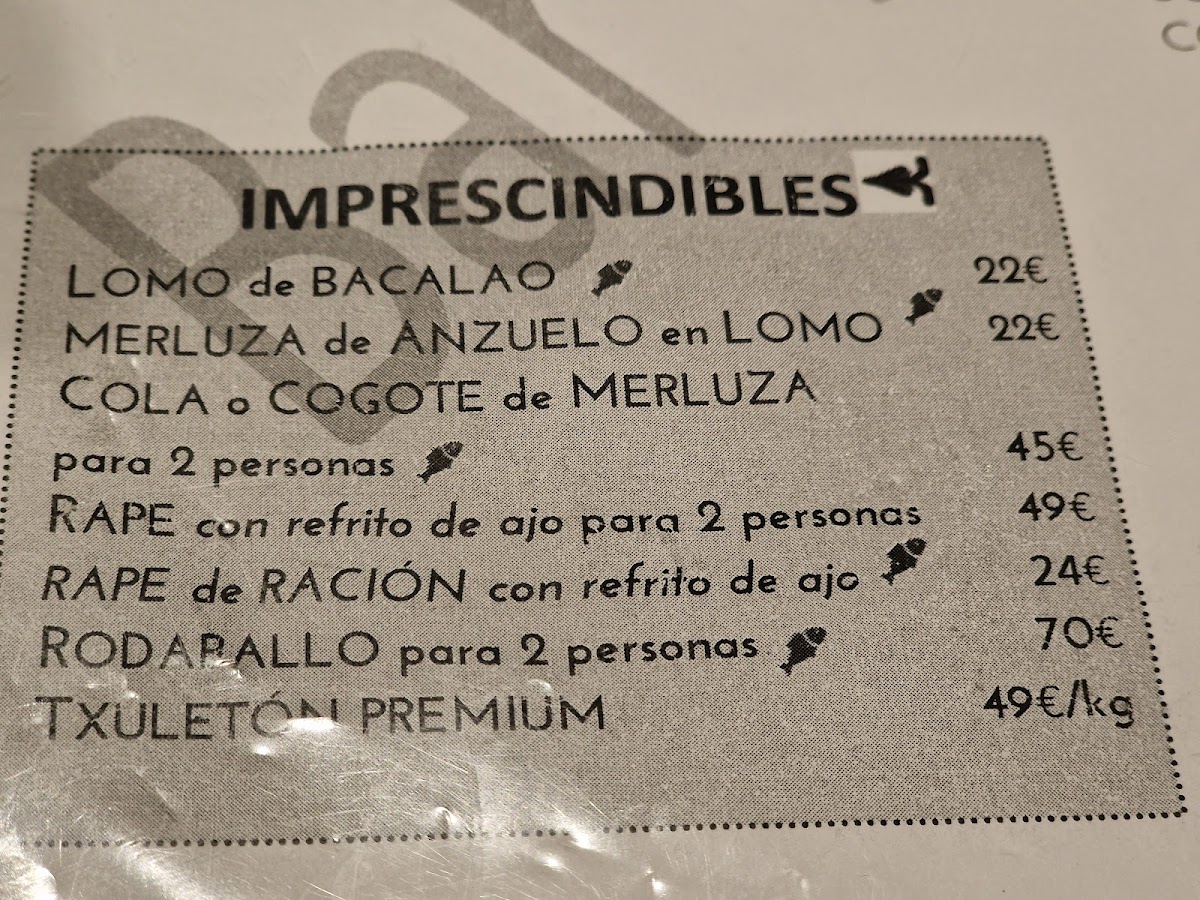 Bar
IMPRESCINDIBLES
LOMO de BACALAO 22€
MERLUZA de ANZUELO en LOMO 22€
COLA o COGOTE de MERLUZA
para 2 personas 45€
RAPE con refrito de ajo para 2 personas 49€
RAPE de RACIÓN con refrito de ajo 24€
RODABALLO para 2 personas 70€
TXULETÓN PREMIUM 49€/kg